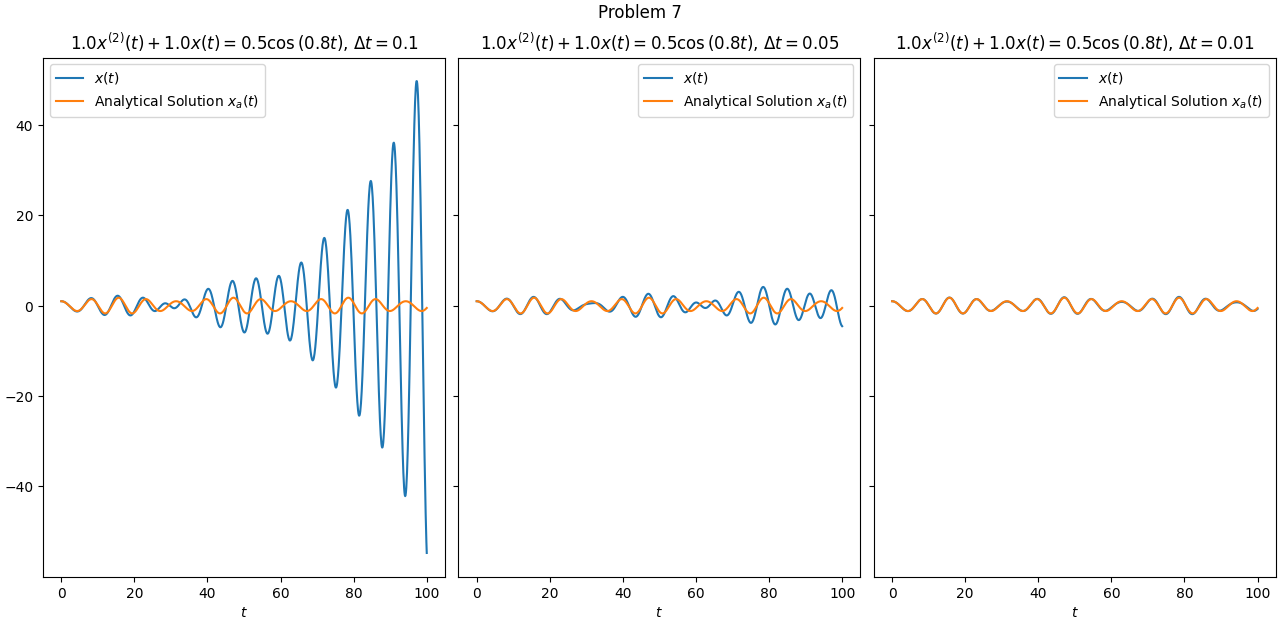 Problem 7
1.0x⁽²⁾(t) + 1.0x(t) = 0.5cos (0.8t), Δt = 0.1
x(t)
Analytical Solution xₐ(t)
40
20
0
−20
−40
0 20 40 60 80 100
t
1.0x⁽²⁾(t) + 1.0x(t) = 0.5cos (0.8t), Δt = 0.05
x(t)
Analytical Solution xₐ(t)
0 20 40 60 80 100
t
1.0x⁽²⁾(t) + 1.0x(t) = 0.5cos (0.8t), Δt = 0.01
x(t)
Analytical Solution xₐ(t)
0 20 40 60 80 100
t